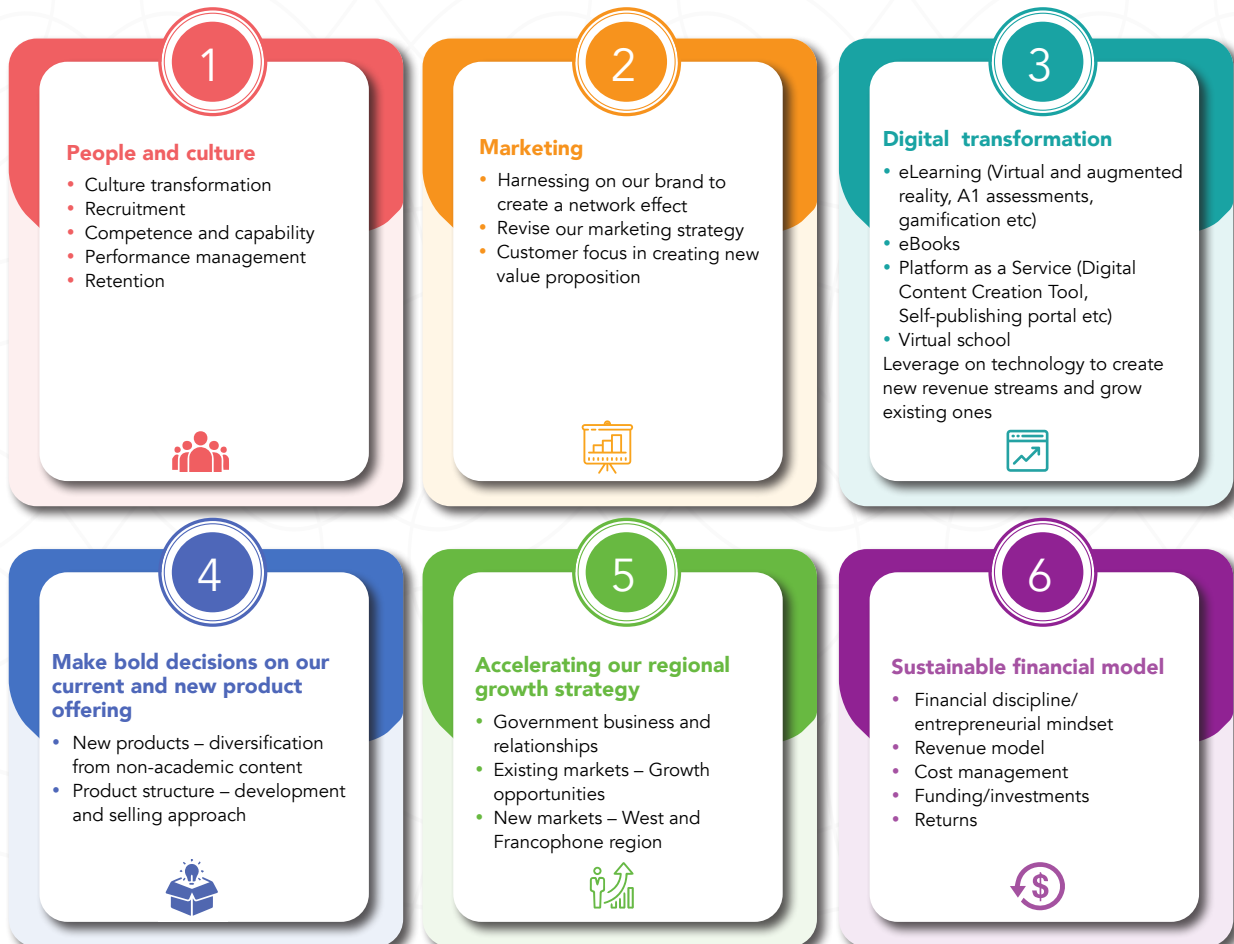 1
People and culture
• Culture transformation
• Recruitment
• Competence and capability
• Performance management
• Retention
2
Marketing
• Harnessing on our brand to
create a network effect
• Revise our marketing strategy
• Customer focus in creating new
value proposition
3
Digital transformation
• eLearning (Virtual and augmented
reality, A1 assessments,
gamification etc)
• eBooks
• Platform as a Service (Digital
Content Creation Tool,
Self-publishing portal etc)
• Virtual school
Leverage on technology to create
new revenue streams and grow
existing ones
4
Make bold decisions on our
current and new product
offering
• New products – diversification
from non-academic content
• Product structure – development
and selling approach
5
Accelerating our regional
growth strategy
• Government business and
relationships
• Existing markets – Growth
opportunities
• New markets – West and
Francophone region
6
Sustainable financial model
• Financial discipline/
entrepreneurial mindset
• Revenue model
• Cost management
• Funding/investments
• Returns
$